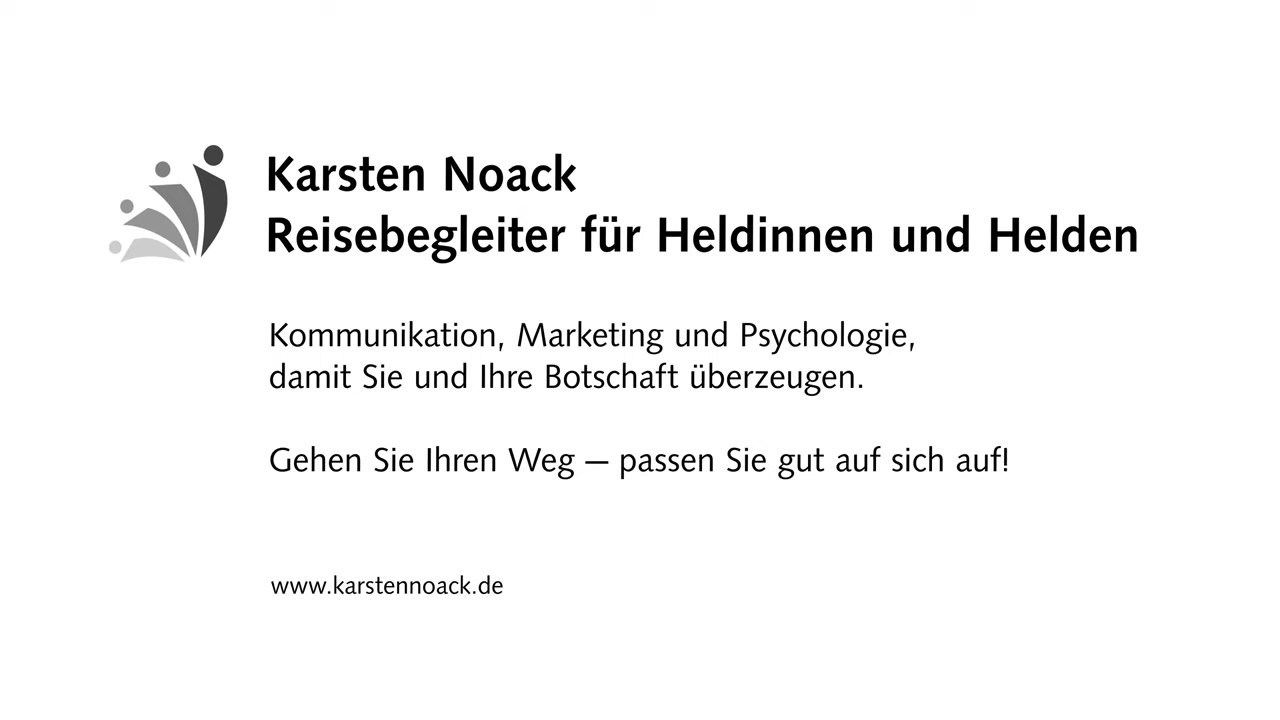 Karsten Noack
Reisebegleiter für Heldinnen und Helden
Kommunikation, Marketing und Psychologie,
damit Sie und Ihre Botschaft überzeugen.
Gehen Sie Ihren Weg — passen Sie gut auf sich auf!
www.karstennoack.de